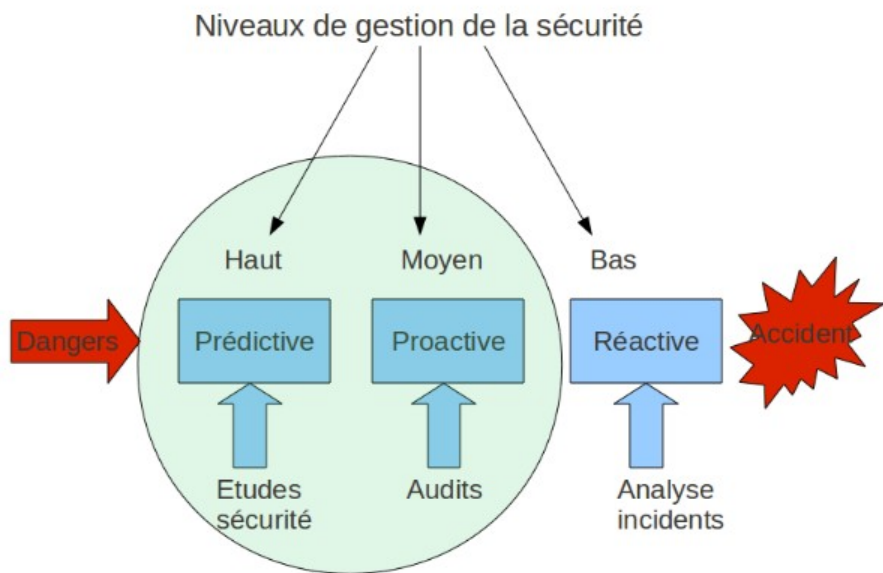 Niveaux de gestion de la sécurité
Haut
Moyen
Bas
Dangers
Prédictive
Proactive
Réactive
Accident
Etudes
sécurité
Audits
Analyse
incidents